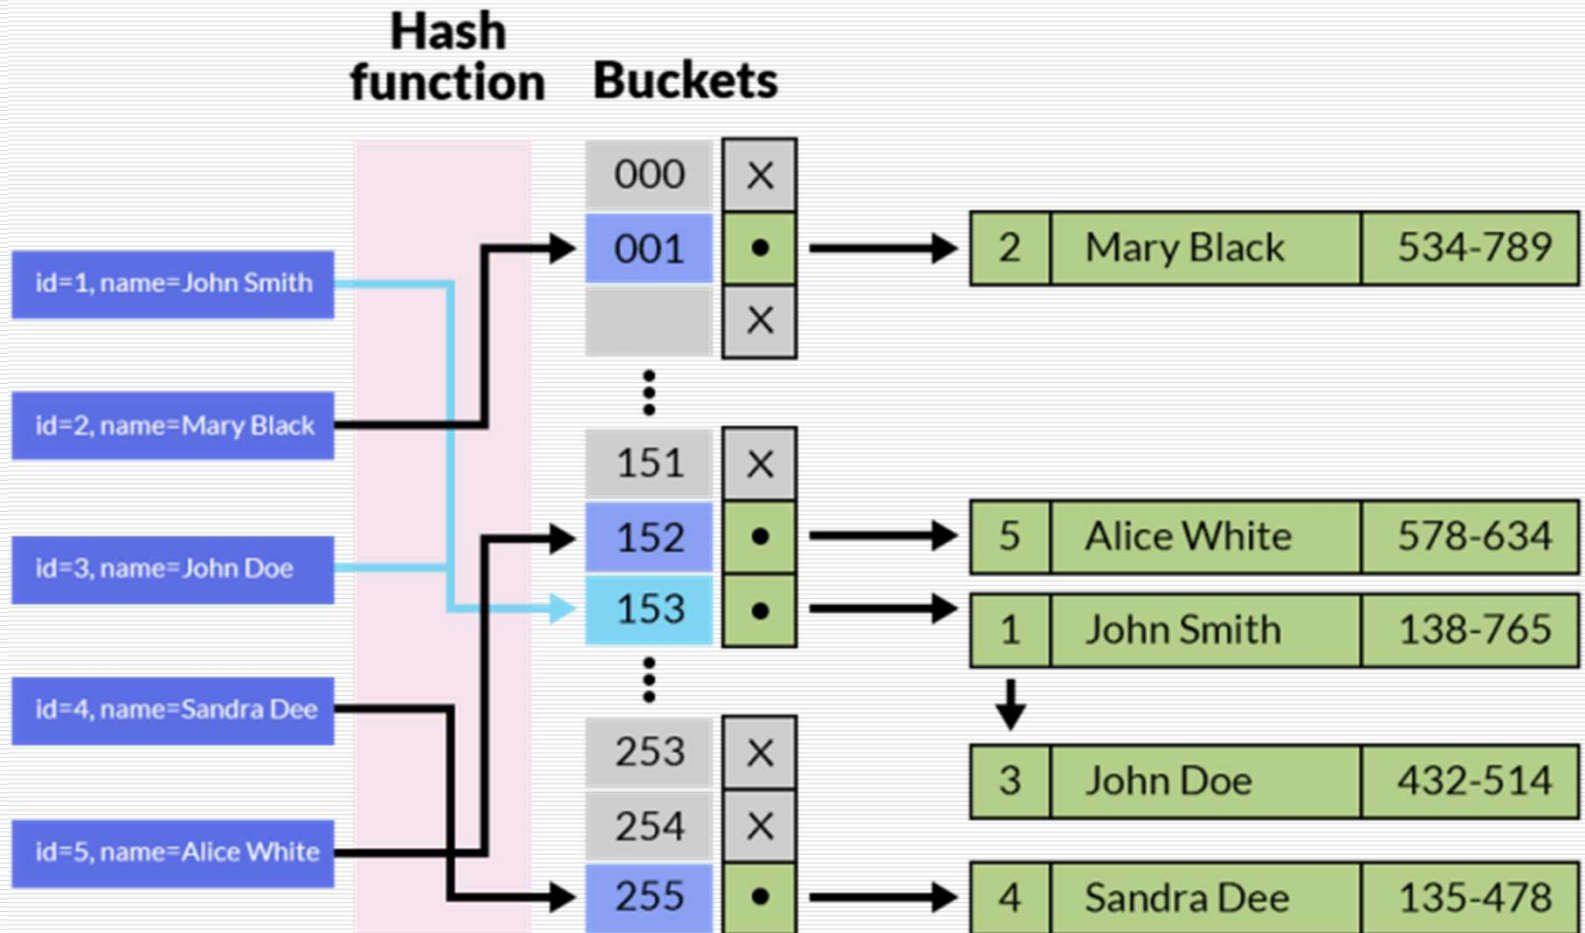 Hash
function
Buckets
id=1, name=John Smith
id=2, name=Mary Black
id=3, name=John Doe
id=4, name=Sandra Dee
id=5, name=Alice White
000 X
001
X
151 X
152
153
253 X
254 X
255
2 Mary Black 534-789
5 Alice White 578-634
1 John Smith 138-765
3 John Doe 432-514
4 Sandra Dee 135-478